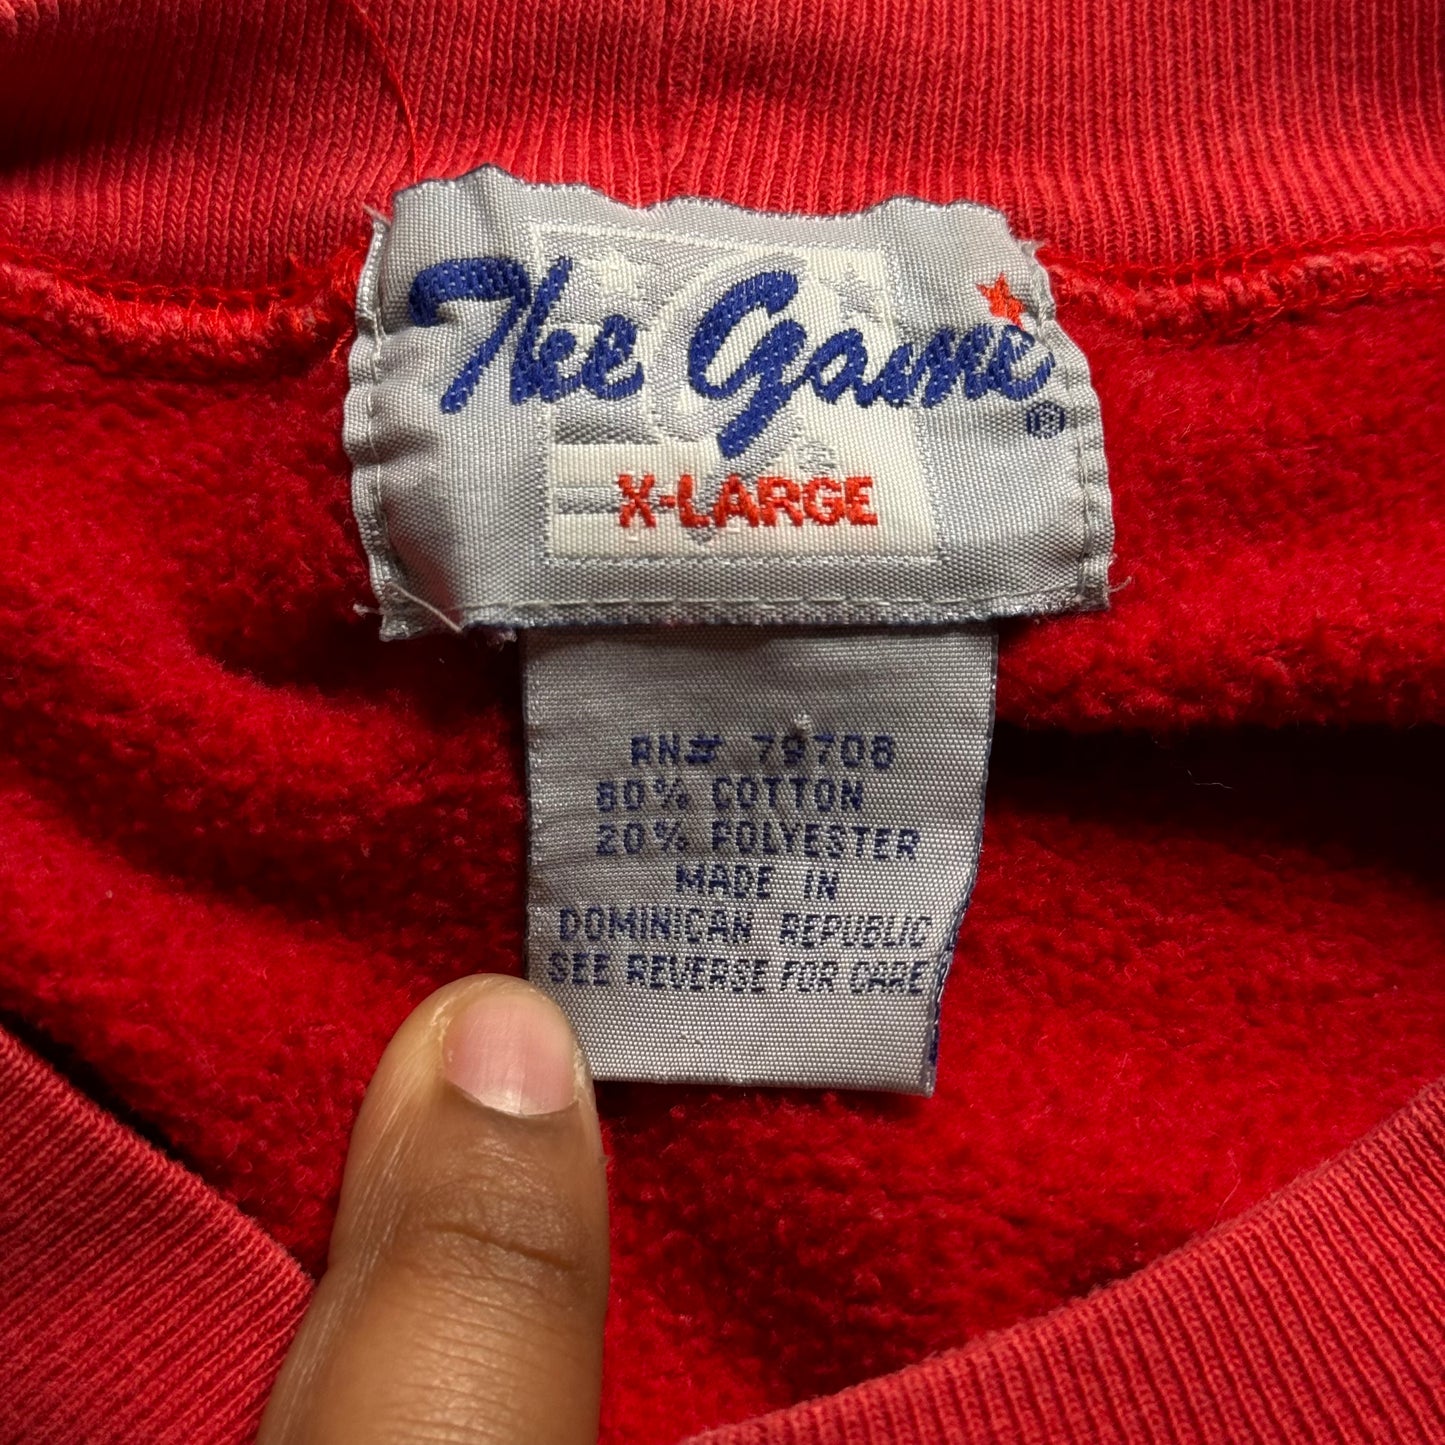 The Game
®
X-LARGE
RN# 79708
80% COTTON
20% POLYESTER
MADE IN
DOMINICAN REPUBLIC
SEE REVERSE FOR CARE